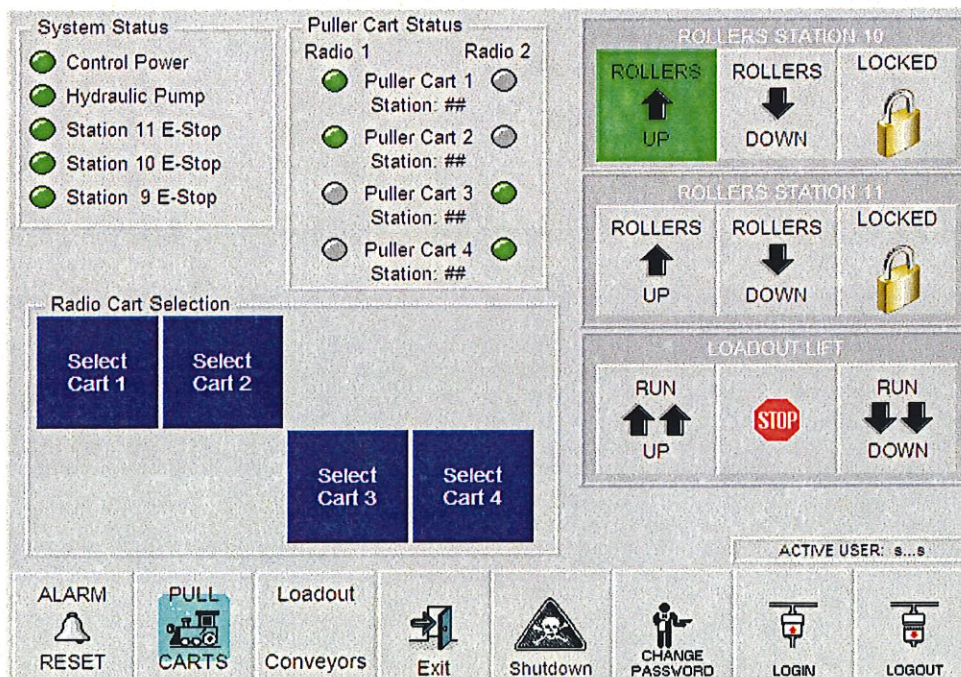 System Status
Control Power
Hydraulic Pump
Station 11 E-Stop
Station 10 E-Stop
Station 9 E-Stop
Puller Cart Status
Radio 1 Radio 2
Puller Cart 1
Station: ##
Puller Cart 2
Station: ##
Puller Cart 3
Station: ##
Puller Cart 4
Station: ##
ROLLERS STATION 10
ROLLERS
UP
ROLLERS
DOWN
LOCKED
ROLLERS STATION 11
ROLLERS
UP
ROLLERS
DOWN
LOCKED
LOADOUT LIFT
RUN
UP
STOP
RUN
DOWN
Radio Cart Selection
Select
Cart 1
Select
Cart 2
Select
Cart 3
Select
Cart 4
ACTIVE USER: s...s
ALARM
RESET
PULL
CARTS
Loadout
Conveyors
Exit
Shutdown
CHANGE
PASSWORD
LOGIN
LOGOUT